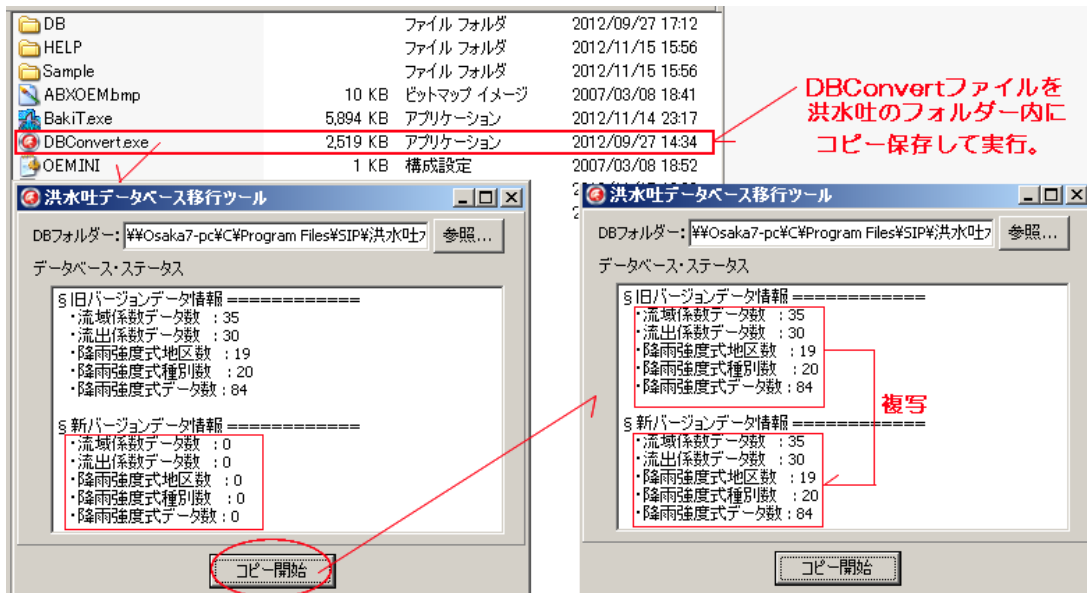 DB ファイル フォルダ 2012/09/27 17:12
HELP ファイル フォルダ 2012/11/15 15:56
Sample ファイル フォルダ 2012/11/15 15:56
ABXOEM.bmp 10 KB ビットマップ イメージ 2007/03/08 18:41
BakiT.exe 5,894 KB アプリケーション 2012/11/14 23:17
DBConvert.exe 2,519 KB アプリケーション 2012/09/27 14:34
OEM.INI 1 KB 構成設定 2007/03/08 18:52
DBConvertファイルを
洪水吐のフォルダー内に
コピー保存して実行。
洪水吐データベース移行ツール
DBフォルダー: ¥¥Osaka7-pc¥C¥Program Files¥SIP¥洪水吐 参照...
データベース・ステータス
§旧バージョンデータ情報 =============
・流域係数データ数 :35
・流出係数データ数 :30
・降雨強度式地区数 :19
・降雨強度式種別数 :20
・降雨強度式データ数:84
§新バージョンデータ情報 =============
・流域係数データ数 :0
・流出係数データ数 :0
・降雨強度式地区数 :0
・降雨強度式種別数 :0
・降雨強度式データ数:0
コピー開始
洪水吐データベース移行ツール
DBフォルダー: ¥¥Osaka7-pc¥C¥Program Files¥SIP¥洪水吐 参照...
データベース・ステータス
§旧バージョンデータ情報 =============
・流域係数データ数 :35
・流出係数データ数 :30
・降雨強度式地区数 :19
・降雨強度式種別数 :20
・降雨強度式データ数:84
複写
§新バージョンデータ情報 =============
・流域係数データ数 :35
・流出係数データ数 :30
・降雨強度式地区数 :19
・降雨強度式種別数 :20
・降雨強度式データ数:84
コピー開始